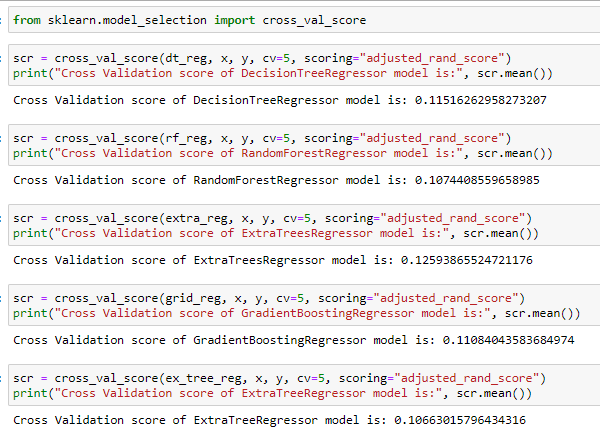 from sklearn.model_selection import cross_val_score
scr = cross_val_score(dt_reg, x, y, cv=5, scoring="adjusted_rand_score")
print("Cross Validation score of DecisionTreeRegressor model is:", scr.mean())
Cross Validation score of DecisionTreeRegressor model is: 0.11516262958273207
scr = cross_val_score(rf_reg, x, y, cv=5, scoring="adjusted_rand_score")
print("Cross Validation score of RandomForestRegressor model is:", scr.mean())
Cross Validation score of RandomForestRegressor model is: 0.1074408559658985
scr = cross_val_score(extra_reg, x, y, cv=5, scoring="adjusted_rand_score")
print("Cross Validation score of ExtraTreesRegressor model is:", scr.mean())
Cross Validation score of ExtraTreesRegressor model is: 0.12593865524721176
scr = cross_val_score(grid_reg, x, y, cv=5, scoring="adjusted_rand_score")
print("Cross Validation score of GradientBoostingRegressor model is:", scr.mean())
Cross Validation score of GradientBoostingRegressor model is: 0.11084043583684974
scr = cross_val_score(ex_tree_reg, x, y, cv=5, scoring="adjusted_rand_score")
print("Cross Validation score of ExtraTreeRegressor model is:", scr.mean())
Cross Validation score of ExtraTreeRegressor model is: 0.10663015796434316